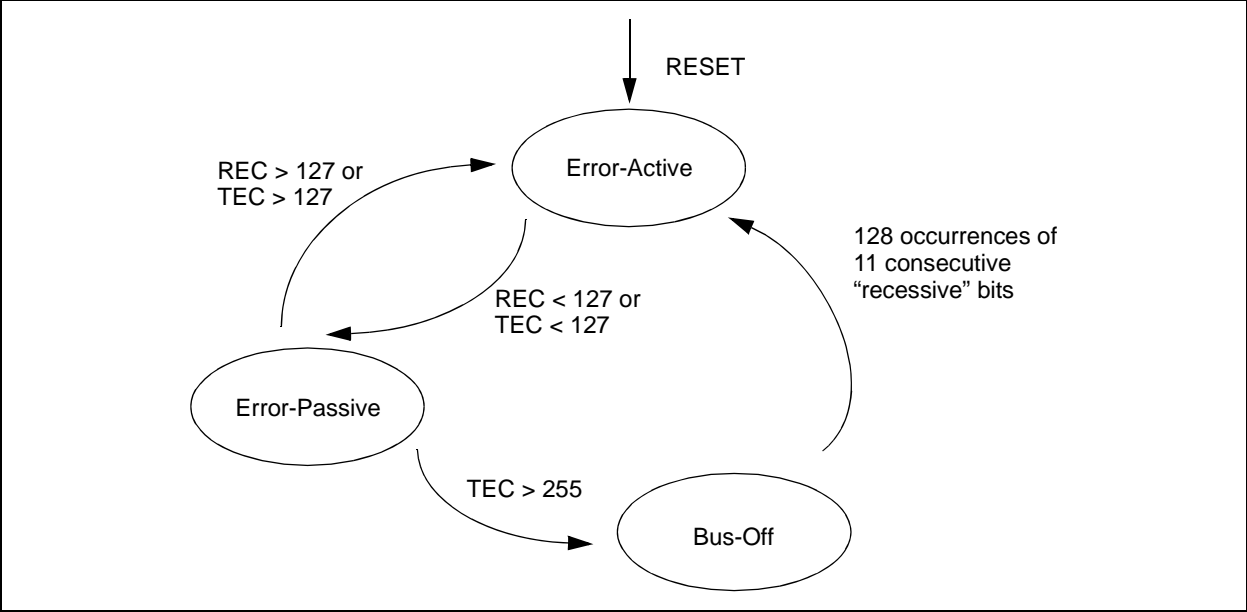 RESET
Error-Active
REC > 127 or
TEC > 127
128 occurrences of
11 consecutive
“recessive” bits
REC < 127 or
TEC < 127
Error-Passive
TEC > 255
Bus-Off